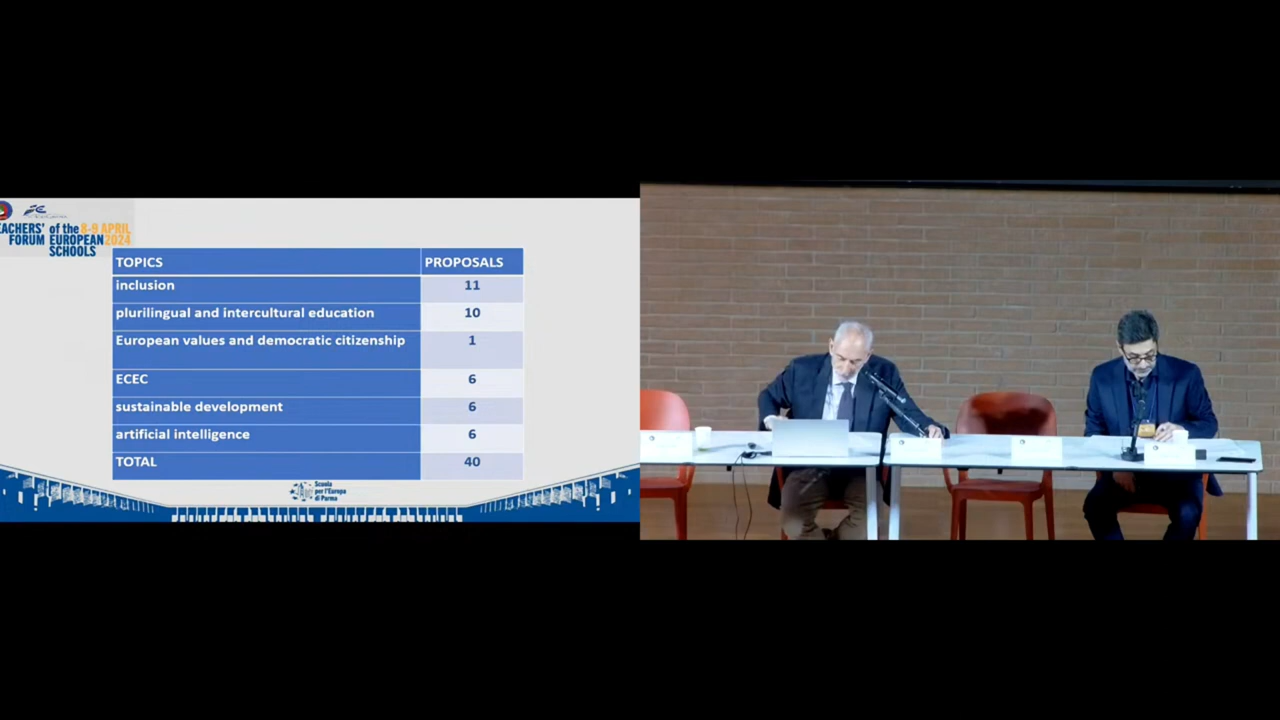 EACHERS' of the 8-9 APRIL
FORUM EUROPEAN 2024
SCHOOLS
TOPICS PROPOSALS
inclusion 11
plurilingual and intercultural education 10
European values and democratic citizenship 1
ECEC 6
sustainable development 6
artificial intelligence 6
TOTAL 40
Scuola
per l'Europa
di Parma